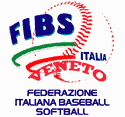 FIBS
ITALIA
VENETO
FEDERAZIONE
ITALIANA BASEBALL
SOFTBALL